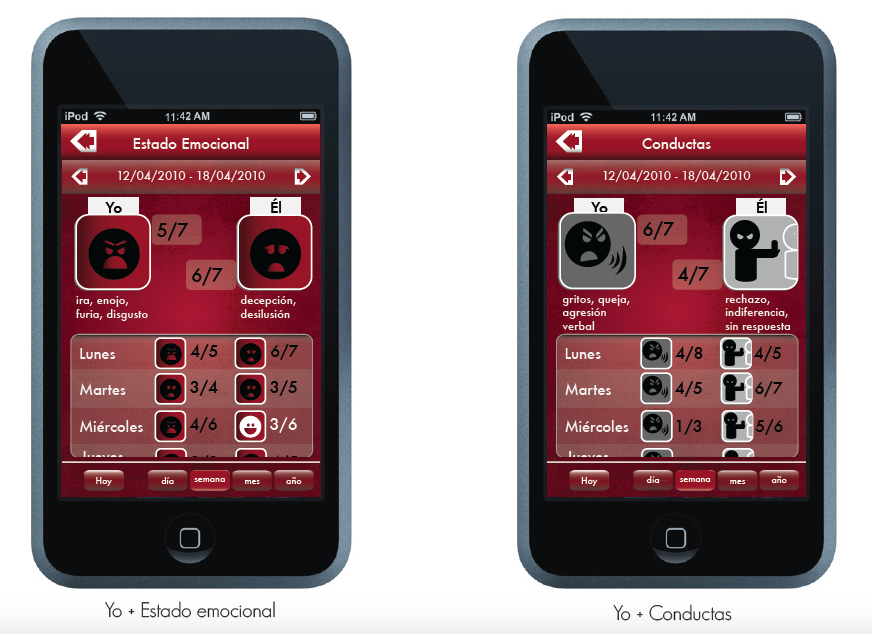 iPod 11:42 AM
Estado Emocional
12/04/2010 - 18/04/2010
Yo
Él
5/7
6/7
ira, enojo,
furia, disgusto
decepción,
desilusión
Lunes 4/5 6/7
Martes 3/4 3/5
Miércoles 4/6 3/6
Jueves
Hoy día semana mes año
Yo + Estado emocional
iPod 11:42 AM
Conductas
12/04/2010 - 18/04/2010
Yo
Él
6/7
4/7
gritos, queja,
agresión
verbal
rechazo,
indiferencia,
sin respuesta
Lunes 4/8 4/5
Martes 4/5 6/7
Miércoles 1/3 5/6
Jueves
Hoy día semana mes año
Yo + Conductas